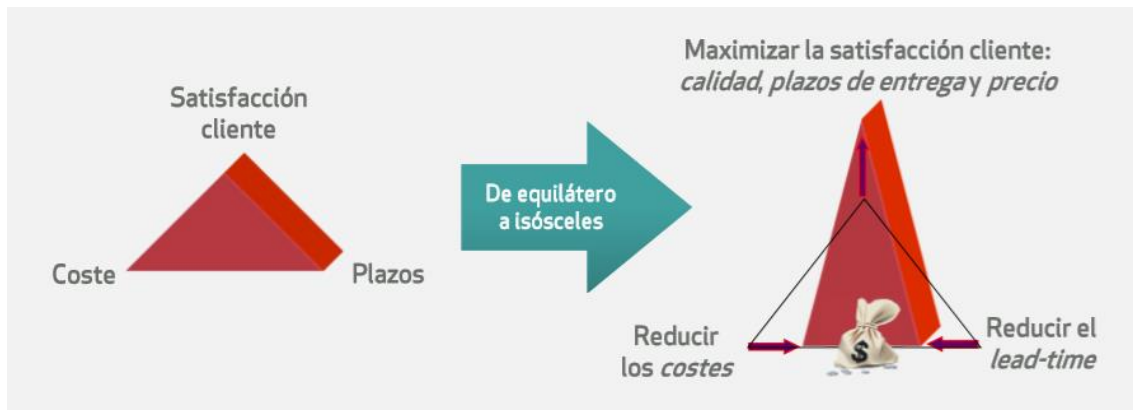 Satisfacción
cliente
Coste
Plazos
De equilátero
a isósceles
Maximizar la satisfacción cliente:
calidad, plazos de entrega y precio
Reducir
los costes
$
Reducir el
lead-time